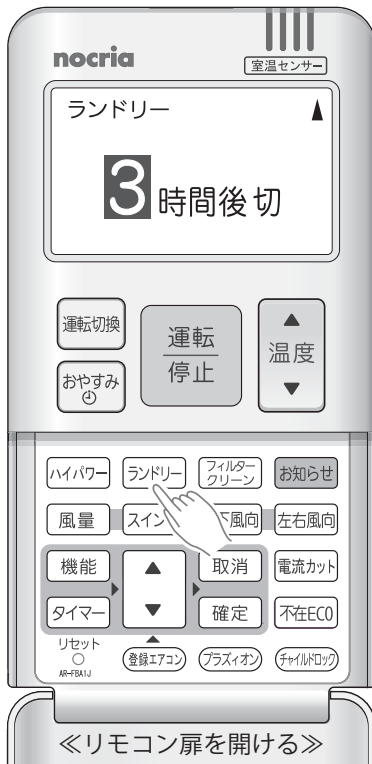 nocria
室温センサー
ランドリー
3時間後切
運転切換
運転
停止
温度
おやすみ
ハイパワー
ランドリー
フィルター
クリーン
お知らせ
風量
スイン
下風向
左右風向
機能
取消
電流カット
タイマー
確定
不在ECO
リセット
登録エアコン
プラズィオン
チャイルドロック
AR-FBA1J
≪リモコン扉を開ける≫